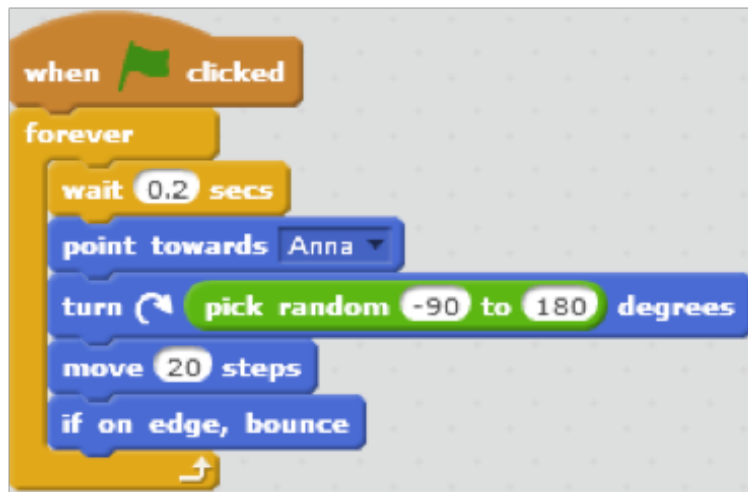 when clicked
forever
wait 0.2 secs
point towards Anna
turn pick random -90 to 180 degrees
move 20 steps
if on edge, bounce